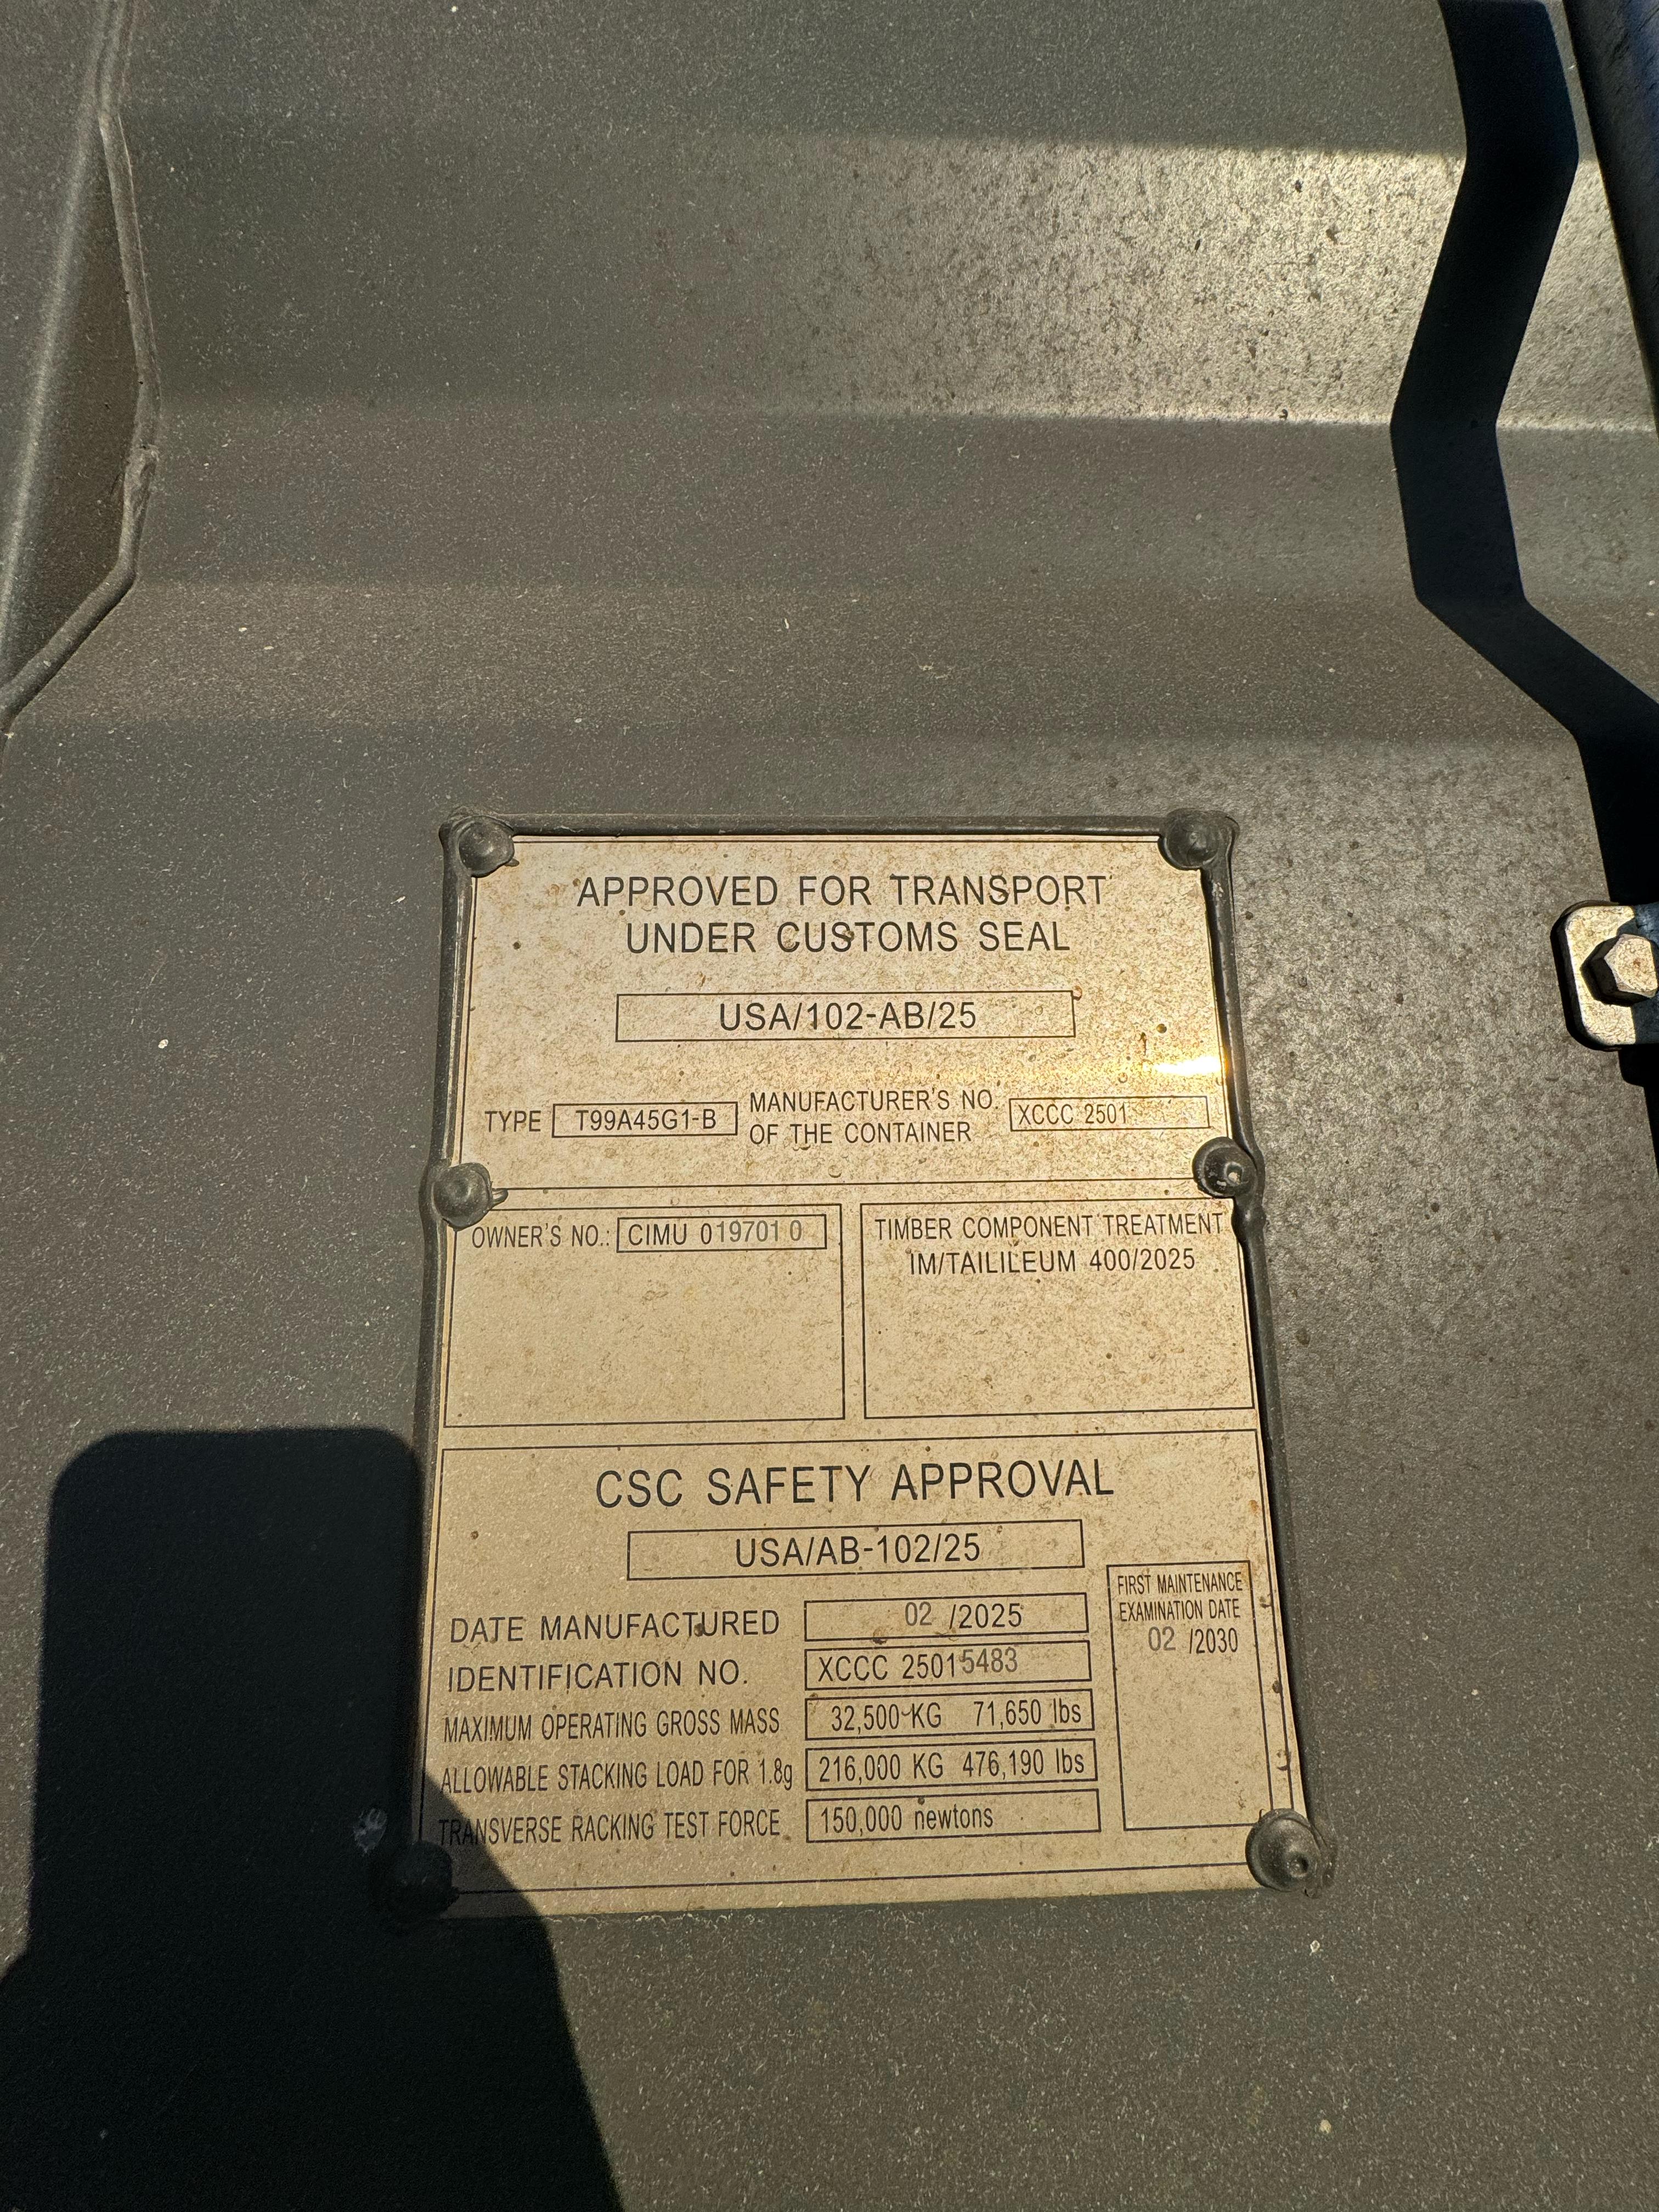 APPROVED FOR TRANSPORT
UNDER CUSTOMS SEAL
USA/102-AB/25
TYPE T99A45G1-B MANUFACTURER'S NO. OF THE CONTAINER XCCC 2501
OWNER'S NO.: CIMU 019701 0
TIMBER COMPONENT TREATMENT
IM/TAILILEUM 400/2025
CSC SAFETY APPROVAL
USA/AB-102/25
DATE MANUFACTURED 02 /2025
IDENTIFICATION NO. XCCC 25015483
MAXIMUM OPERATING GROSS MASS 32,500 KG 71,650 lbs
ALLOWABLE STACKING LOAD FOR 1.8g 216,000 KG 476,190 lbs
TRANSVERSE RACKING TEST FORCE 150,000 newtons
FIRST MAINTENANCE
EXAMINATION DATE
02 /2030